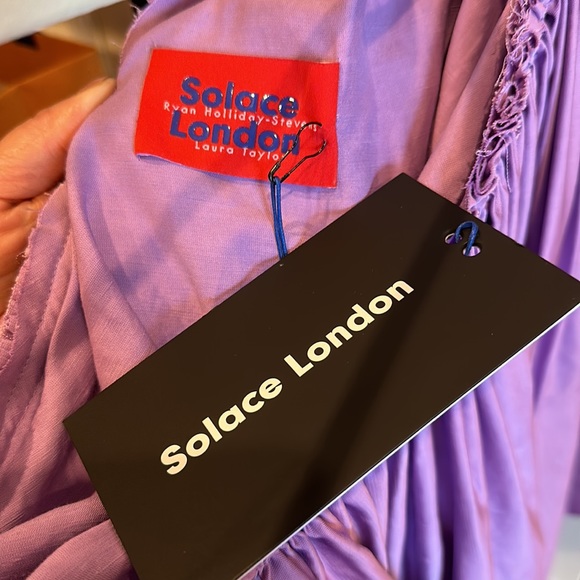 Solace
Ryan Holliday-Stevens
London
Laura Taylor
Solace London